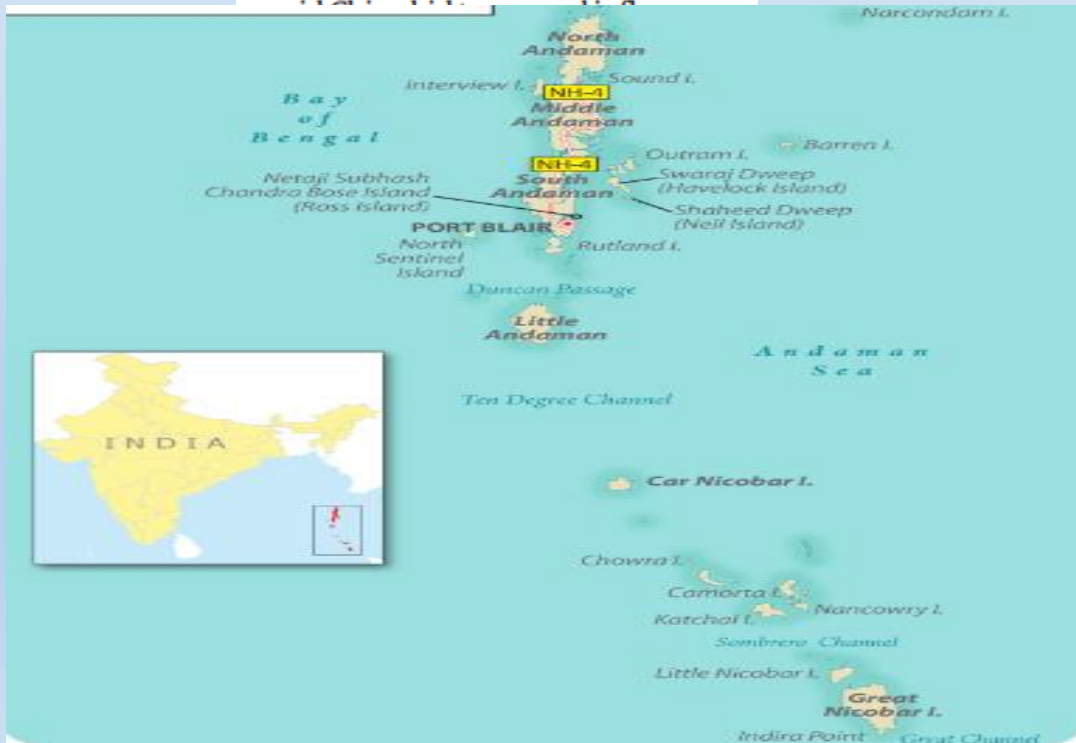 Narcondam I.
North
Andaman
Interview I.
Sound I.
NH-4
Bay
of
Bengal
Middle
Andaman
Barren I.
Outram I.
NH-4
Netaji Subhash
Chandra Bose Island
(Ross Island)
South
Andaman
Swaraj Dweep
(Havelock Island)
Shaheed Dweep
(Neil Island)
PORT BLAIR
North
Sentinel
Island
Rutland I.
Duncan Passage
Little
Andaman
Andaman
Sea
Ten Degree Channel
INDIA
Car Nicobar I.
Chowra I.
Camorta I.
Katchal I.
Nancowry I.
Sombrero Channel
Little Nicobar I.
Great
Nicobar I.
Indira Point
Great Channel